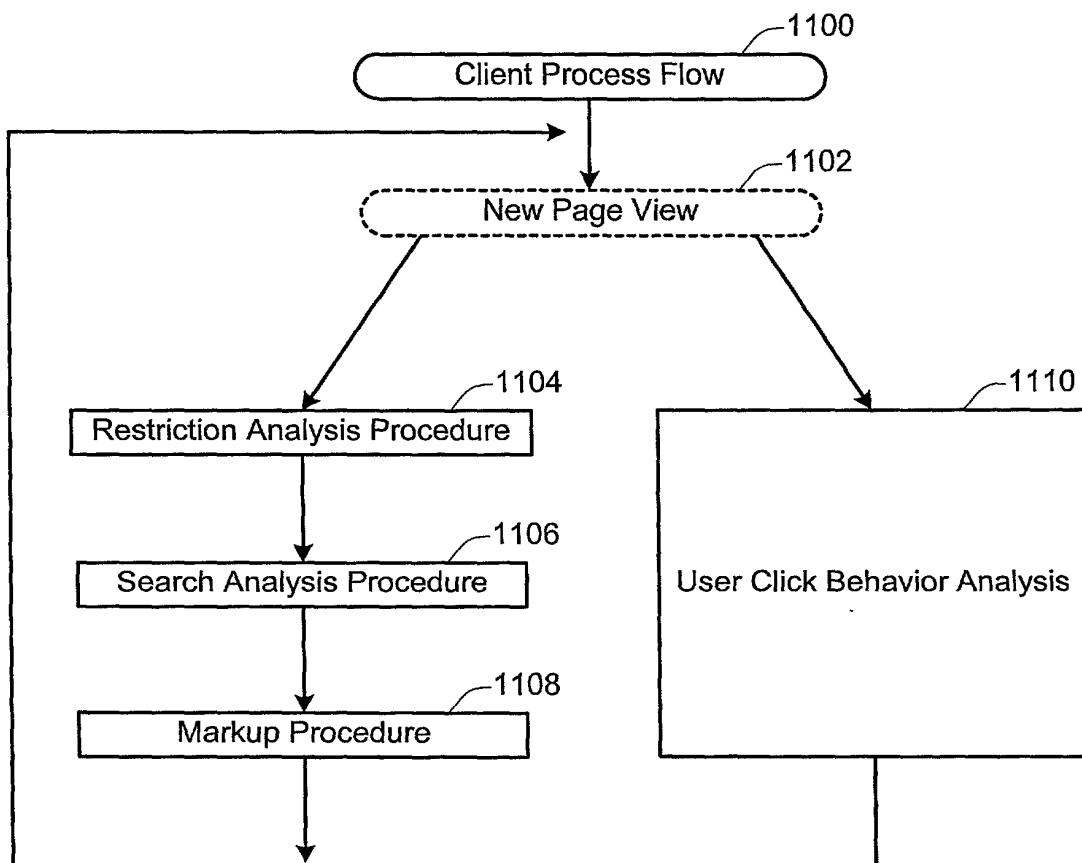 1100
Client Process Flow
1102
New Page View
1104
Restriction Analysis Procedure
1110
User Click Behavior Analysis
1106
Search Analysis Procedure
1108
Markup Procedure